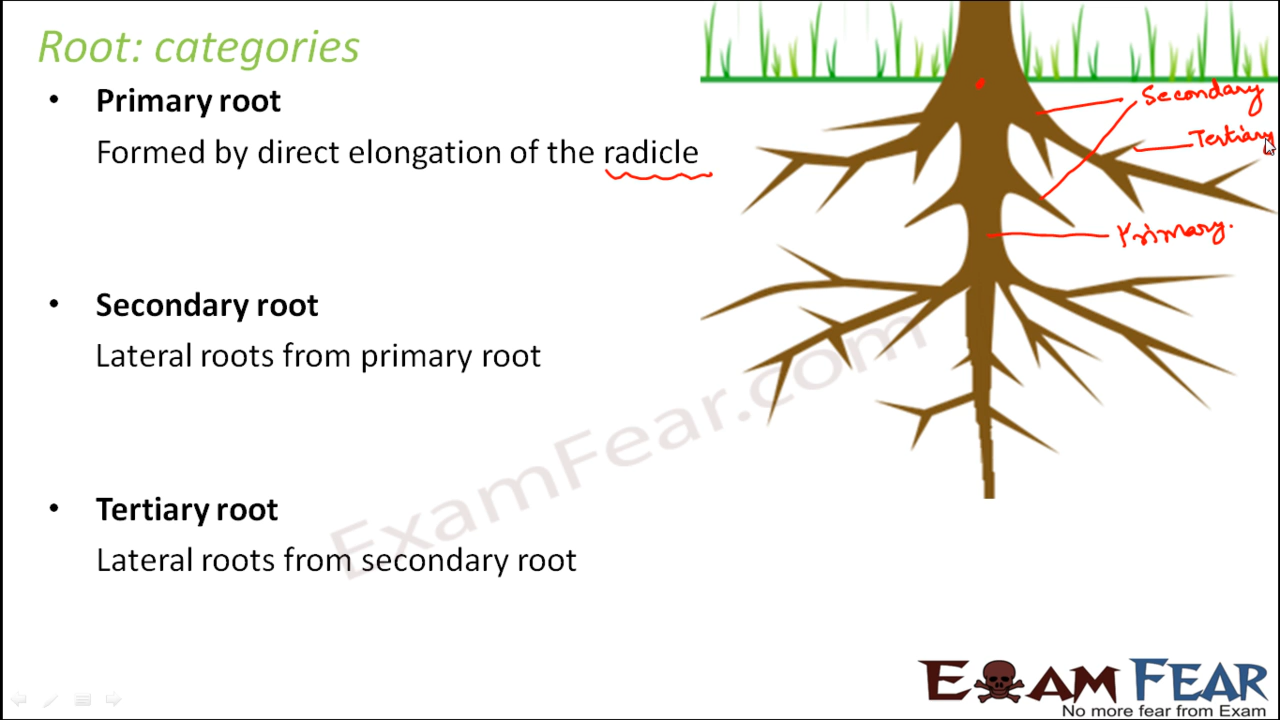 Root: categories
• Primary root
Formed by direct elongation of the radicle
• Secondary root
Lateral roots from primary root
• Tertiary root
Lateral roots from secondary root
Secondary
Tertiary
Primary.
ExamFear.com
EXAM FEAR
No more fear from Exam